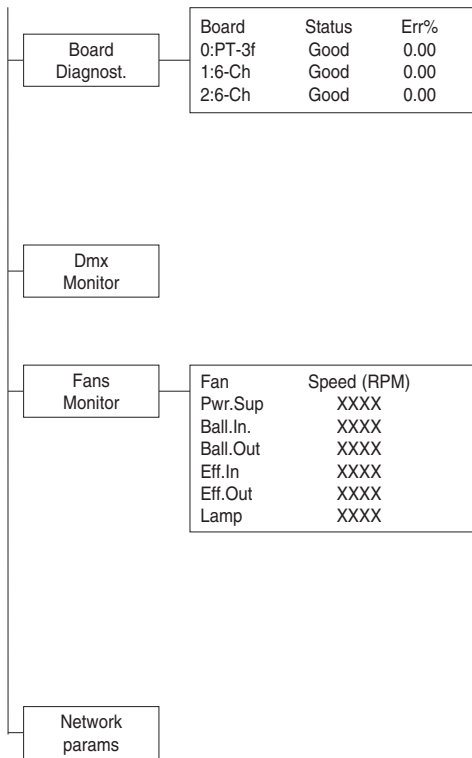 Board
Diagnost.
Board Status Err%
0:PT-3f Good 0.00
1:6-Ch Good 0.00
2:6-Ch Good 0.00
Dmx
Monitor
Fans
Monitor
Fan Speed (RPM)
Pwr.Sup XXXX
Ball.In. XXXX
Ball.Out XXXX
Eff.In XXXX
Eff.Out XXXX
Lamp XXXX
Network
params